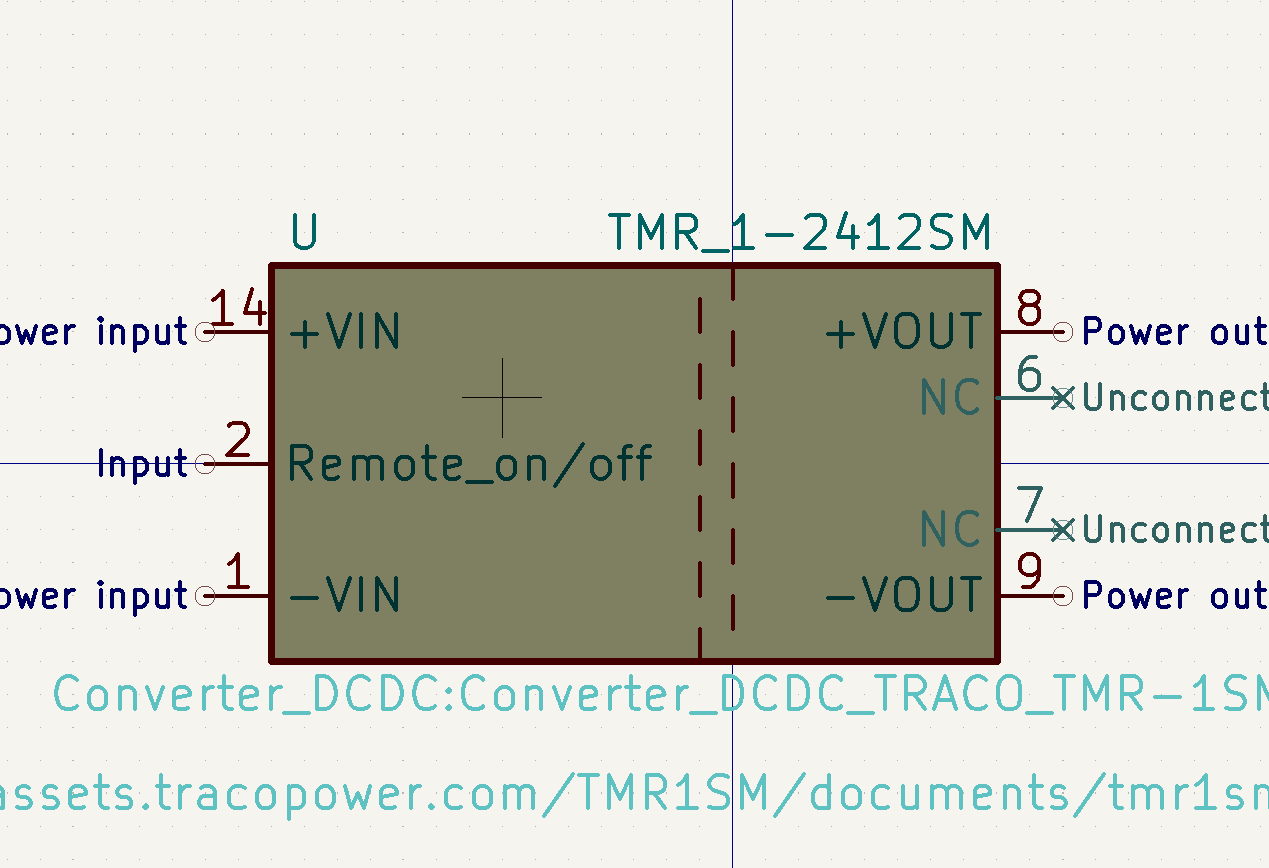 U TMR_1-2412SM
ower input 14 +VIN +VOUT 8 Power out
NC 6 Unconnect
Input 2 Remote_on/off
NC 7 Unconnect
ower input 1 -VIN -VOUT 9 Power out
Converter_DCDC:Converter_DCDC_TRACO_TMR-1SM
assets.tracopower.com/TMR1SM/documents/tmr1sm